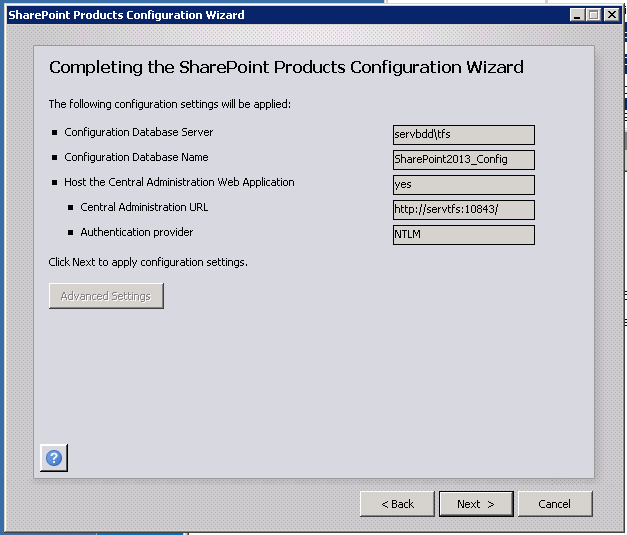 SharePoint Products Configuration Wizard
Completing the SharePoint Products Configuration Wizard
The following configuration settings will be applied:
Configuration Database Server servbdd\tfs
Configuration Database Name SharePoint2013_Config
Host the Central Administration Web Application yes
Central Administration URL http://servtfs:10843/
Authentication provider NTLM
Click Next to apply configuration settings.
Advanced Settings
?
< Back Next > Cancel